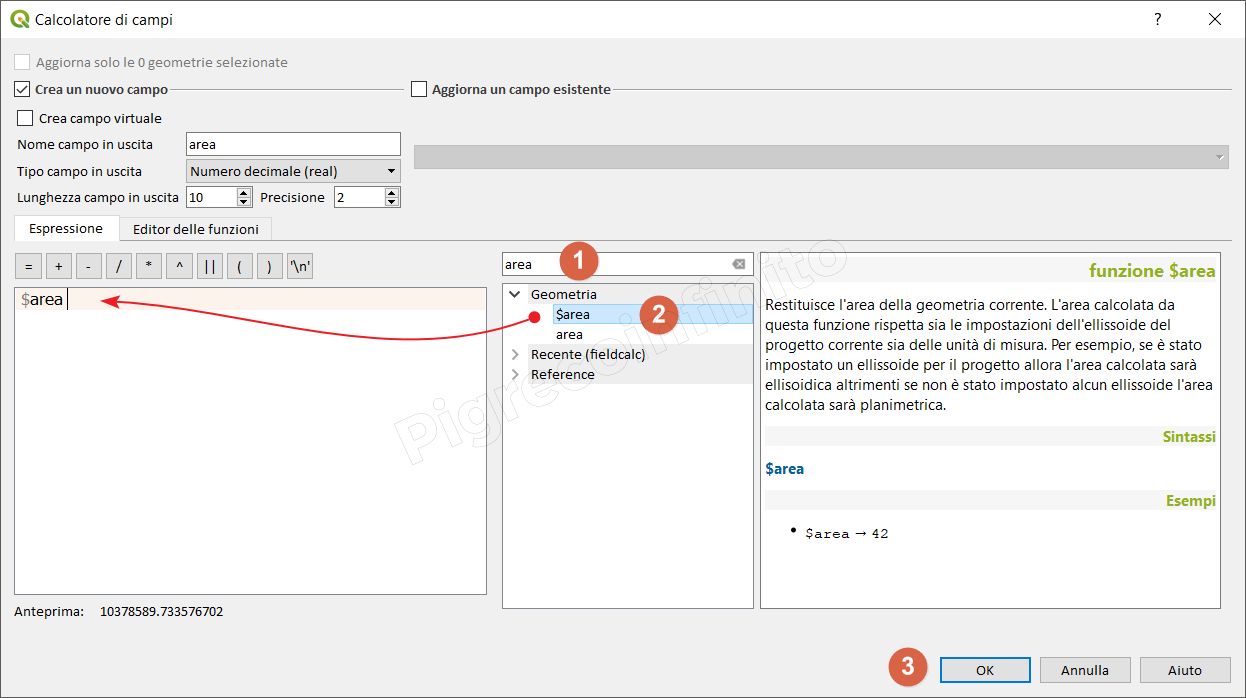 Calcolatore di campi
?
Aggiorna solo le 0 geometrie selezionate
Crea un nuovo campo
Aggiorna un campo esistente
Crea campo virtuale
Nome campo in uscita area
Tipo campo in uscita Numero decimale (real)
Lunghezza campo in uscita 10 Precisione 2
Espressione Editor delle funzioni
= + - / * ^ || ( ) '\n'
$area
Anteprima: 10378589.733576702
area
1
Geometria
$area
2
area
Recente (fieldcalc)
Reference
funzione $area
Restituisce l'area della geometria corrente. L'area calcolata da
questa funzione rispetta sia le impostazioni dell'ellissoide del
progetto corrente sia delle unità di misura. Per esempio, se è stato
impostato un ellissoide per il progetto allora l'area calcolata sarà
ellisoidica altrimenti se non è stato impostato alcun ellissoide l'area
calcolata sarà planimetrica.
Sintassi
$area
Esempi
• $area → 42
Pigrecoinfinito
3
OK Annulla Aiuto